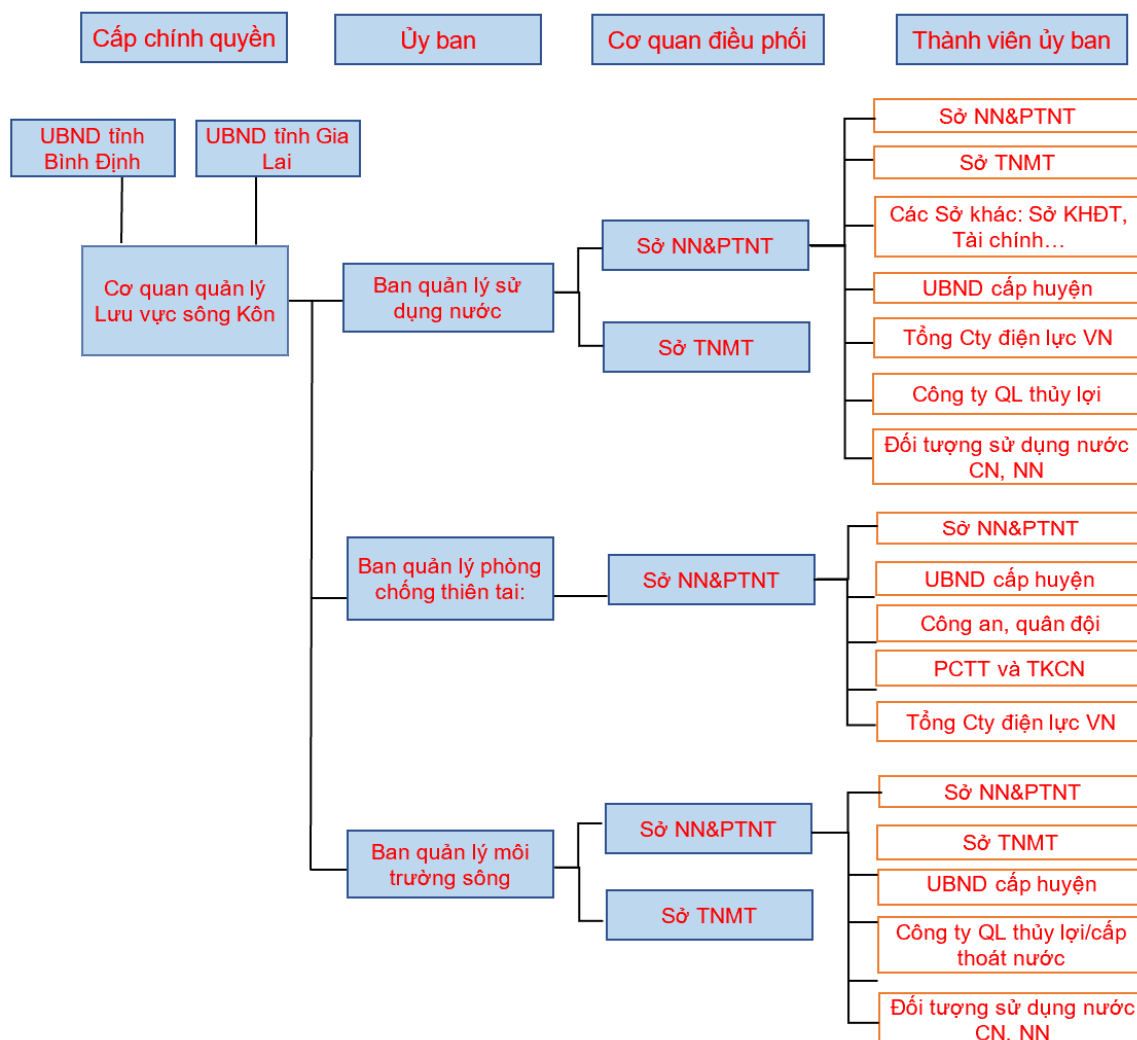 Cấp chính quyền
Ủy ban
Cơ quan điều phối
Thành viên ủy ban
UBND tỉnh
Bình Định
UBND tỉnh Gia
Lai
Cơ quan quản lý
Lưu vực sông Kôn
Ban quản lý sử
dụng nước
Sở NN&PTNT
Sở TNMT
Sở NN&PTNT
Sở TNMT
Các Sở khác: Sở KHĐT,
Tài chính…
UBND cấp huyện
Tổng Cty điện lực VN
Công ty QL thủy lợi
Đối tượng sử dụng nước
CN, NN
Ban quản lý phòng
chống thiên tai:
Sở NN&PTNT
Sở NN&PTNT
UBND cấp huyện
Công an, quân đội
PCTT và TKCN
Tổng Cty điện lực VN
Ban quản lý môi
trường sông
Sở NN&PTNT
Sở TNMT
Sở NN&PTNT
Sở TNMT
UBND cấp huyện
Công ty QL thủy lợi/cấp
thoát nước
Đối tượng sử dụng nước
CN, NN